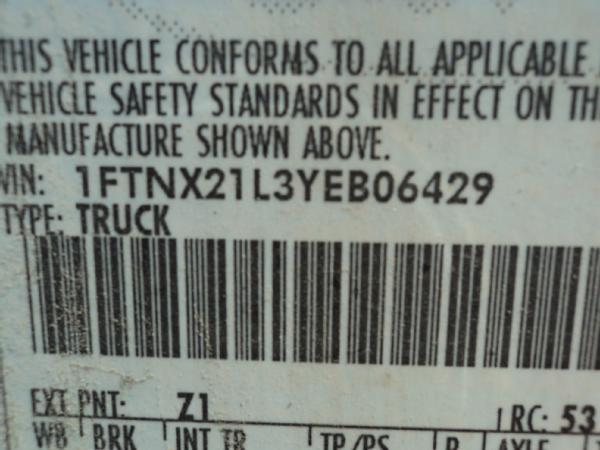 THIS VEHICLE CONFORMS TO ALL APPLICABLE
VEHICLE SAFETY STANDARDS IN EFFECT ON TH
MANUFACTURE SHOWN ABOVE.
VIN: 1FTNX21L3YEB06429
TYPE: TRUCK
EXT PNT: Z1 RC: 53
WB BRK INT TR TP/PS R AXLE